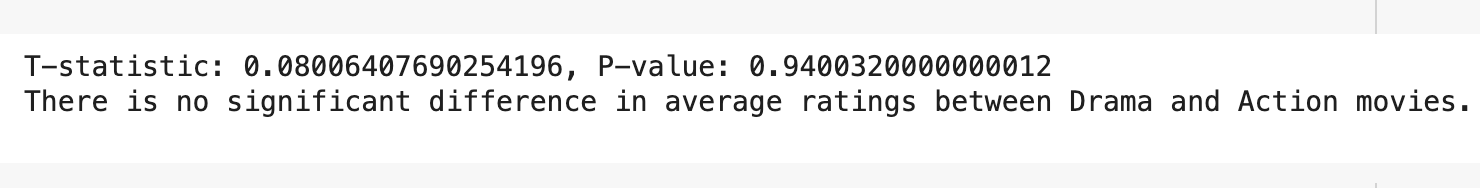 T-statistic: 0.08006407690254196, P-value: 0.9400320000000012
There is no significant difference in average ratings between Drama and Action movies.